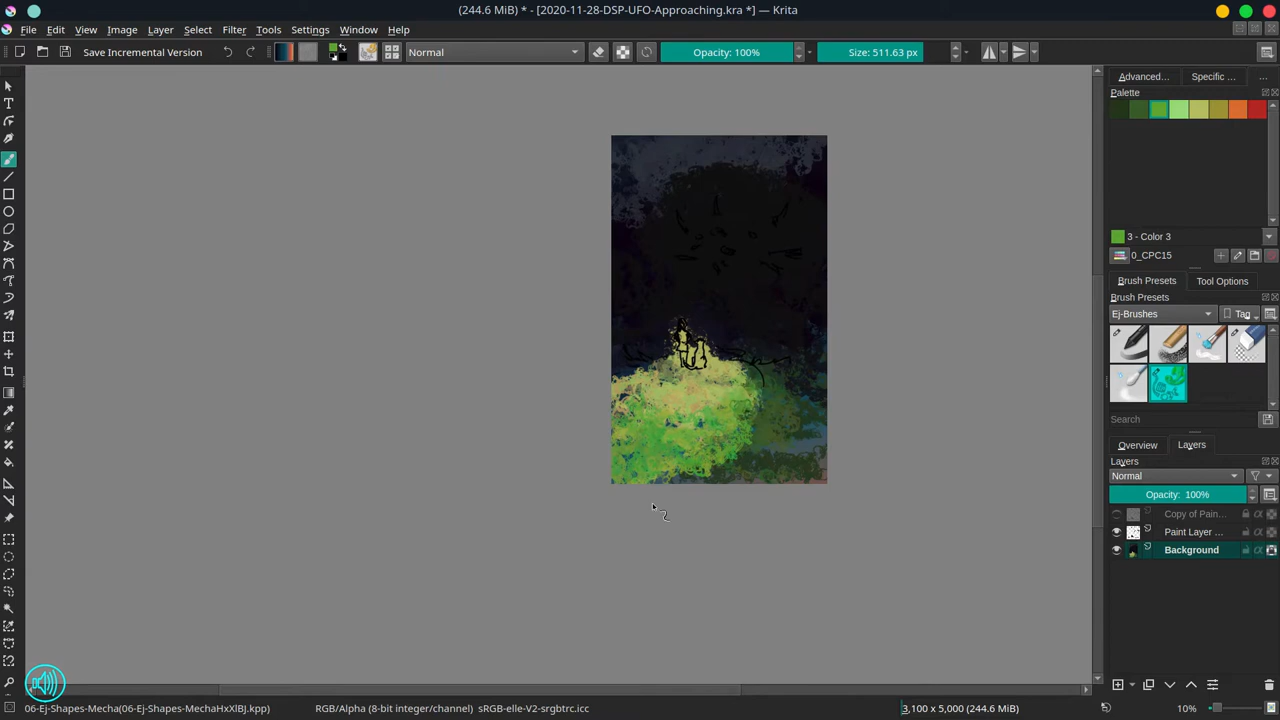 (244.6 MiB) * - [2020-11-28-DSP-UFO-Approaching.kra *] — Krita
File Edit View Image Layer Select Filter Tools Settings Window Help
Save Incremental Version Normal Opacity: 100% Size: 511.63 px
Advanced... Specific ... ...
Palette
3 - Color 3
0_CPC15
Brush Presets Tool Options
Brush Presets
Ej-Brushes Tag
Search
Overview Layers
Layers
Normal
Opacity: 100%
Copy of Pain...
Paint Layer ...
Background
06-Ej-Shapes-Mecha(06-Ej-Shapes-MechaHxXlBJ.kpp) RGB/Alpha (8-bit integer/channel) sRGB-elle-V2-srgbtrc.icc 3,100 x 5,000 (244.6 MiB) 10%